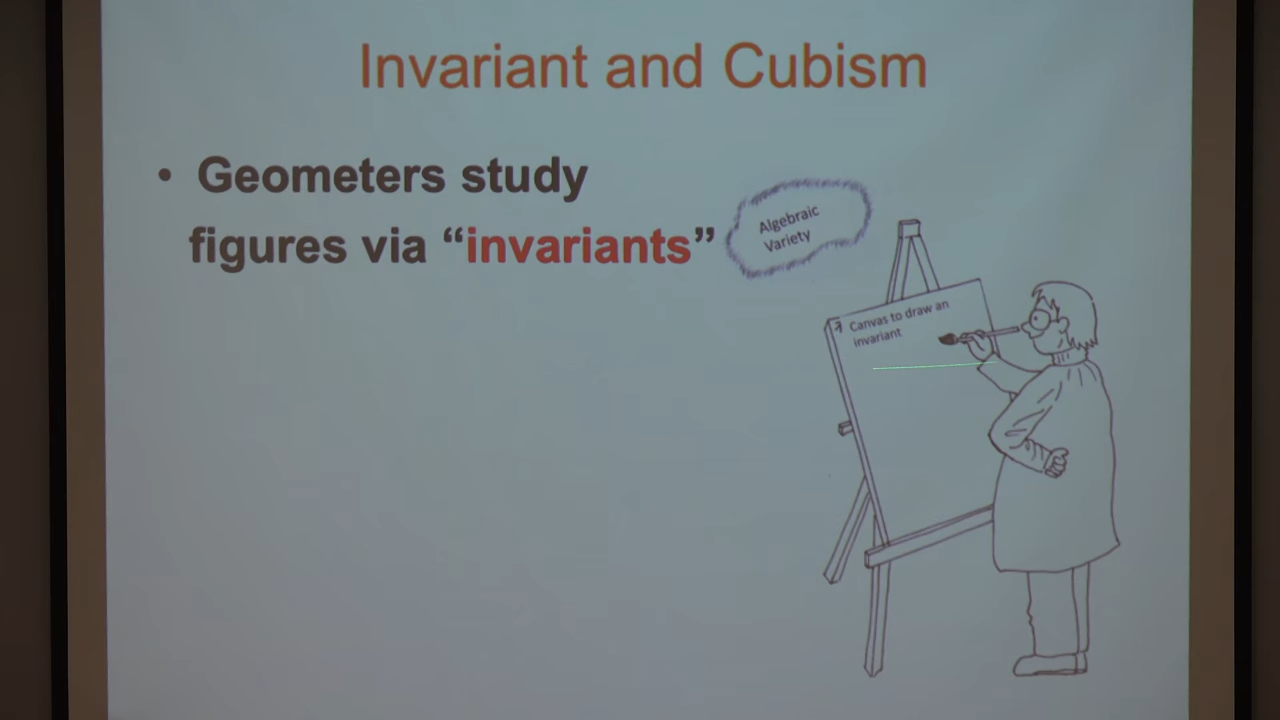 Invariant and Cubism
• Geometers study
figures via “invariants”
Algebraic
Variety
Canvas to draw an
invariant